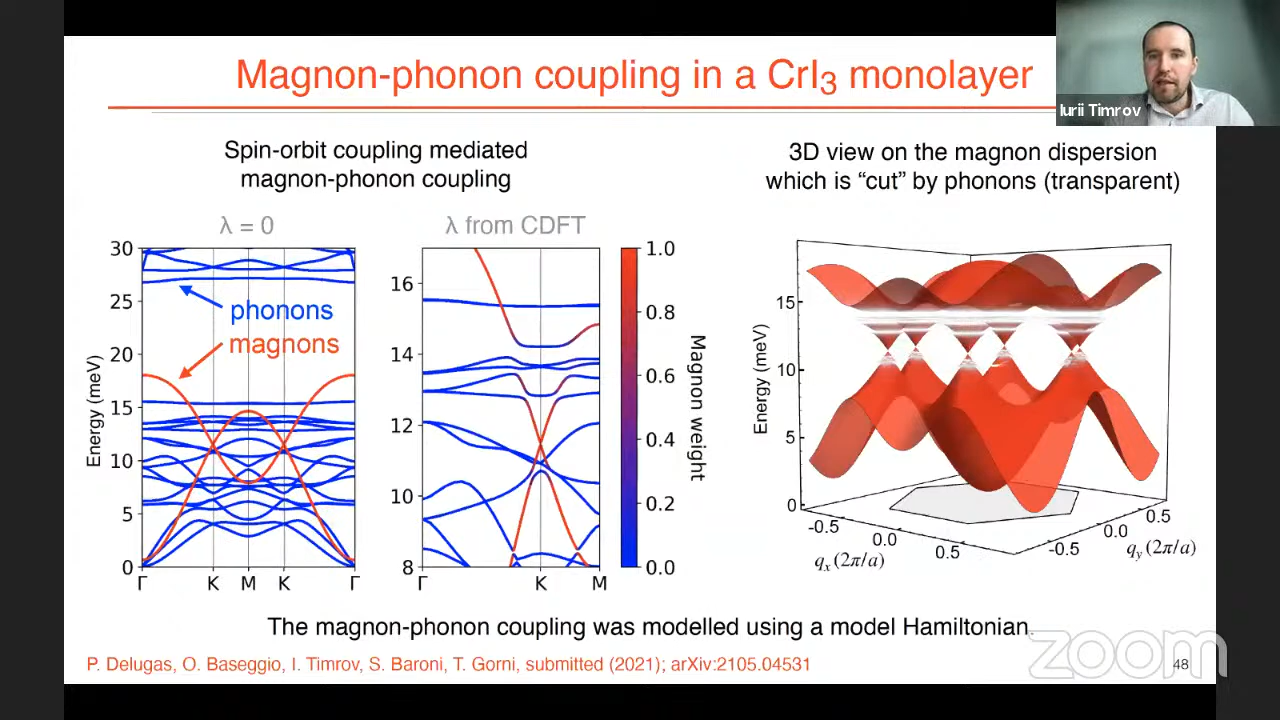 Magnon-phonon coupling in a CrI3 monolayer
Iurii Timrov
Spin-orbit coupling mediated
magnon-phonon coupling
3D view on the magnon dispersion
which is “cut” by phonons (transparent)
λ = 0
λ from CDFT
30
25
20
15
10
5
0
Energy (meV)
phonons
magnons
Γ
K
M
K
Γ
16
14
12
10
8
Γ
K
M
1.0
0.8
0.6
0.4
0.2
0.0
Magnon weight
15
10
5
0
Energy (meV)
-0.5
0.0
0.5
qx (2π/a)
-0.5
0.0
0.5
qy (2π/a)
The magnon-phonon coupling was modelled using a model Hamiltonian.
P. Delugas, O. Baseggio, I. Timrov, S. Baroni, T. Gorni, submitted (2021); arXiv:2105.04531
zoom
48